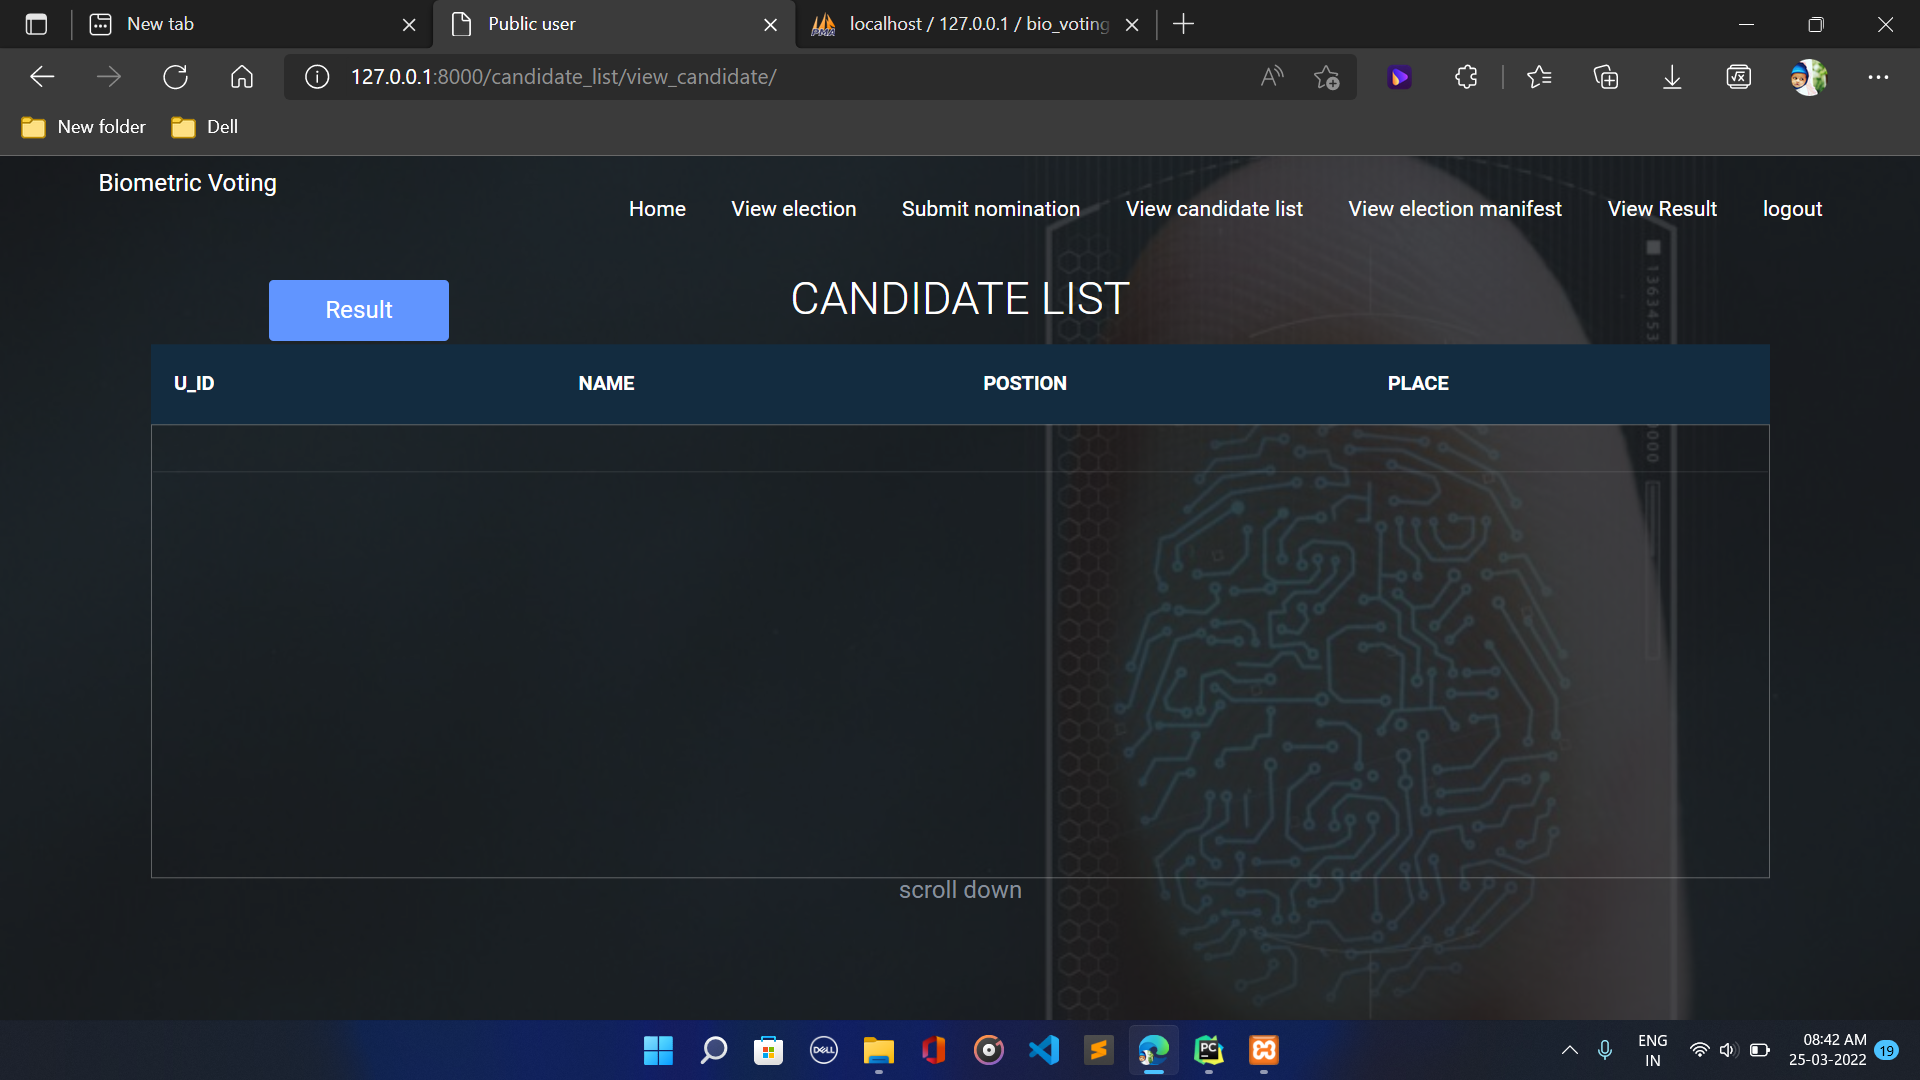 New tab
Public user
localhost / 127.0.0.1 / bio_voting
127.0.0.1:8000/candidate_list/view_candidate/
New folder
Dell
Biometric Voting
Home View election Submit nomination View candidate list View election manifest View Result logout
Result
CANDIDATE LIST
U_ID NAME POSTION PLACE
scroll down
ENG
IN
08:42 AM
25-03-2022
19